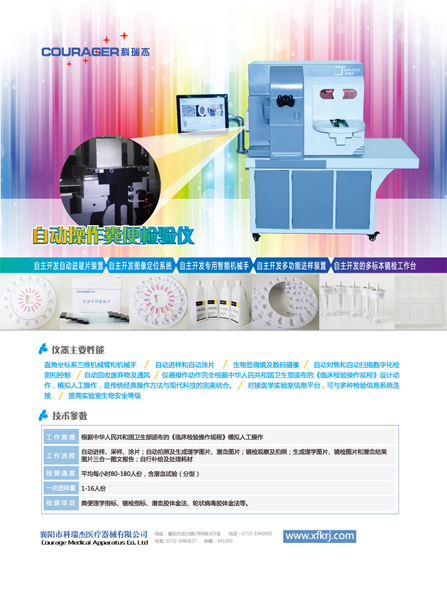 COURAGER科瑞杰
自动操作粪便检验仪
自主开发自动进玻片装置 自主开发图像定位系统 自主开发专用智能机械手 自主开发多功能进样装置 自主开发的多标本镜检工作台
仪器主要性能
直角坐标系三维机械臂和机械手 / 自动进样和自动涂片 / 生物显微镜及数码摄像 / 自动对焦和自动扫描数字化检
测和控制 / 自动回收废弃物及通风 / 仪器操作动作完全根据中华人民共和国卫生部颁布的《临床检验操作规程》设计动
作，模拟人工操作，是传统经典操作方法与现代科技的完美结合。 / 对接医学实验室信息平台，可与多种检验信息系统连
接 / 提高实验室生物安全等级
技术参数
工作原理 根据中华人民共和国卫生部颁布的《临床检验操作规程》模拟人工操作
工作流程 自动进样、采样、涂片；自动拍照及生成理学图片、潜血图片；镜检观察及拍照；生成理学图片、镜检图片和潜血结果
图片三合一图文报告；自行补给及处理耗材
检测速度 平均每小时80-180人份，含潜血试验（分型）
一次进样量 1-16人份
检测项目 粪便理学指标、镜检指标、潜血胶体金法、轮状病毒胶体金法等。
襄阳市科瑞杰医疗器械有限公司
Courage Medical Apparatus Co, Ltd
电话：0710-3340930
传真：0710-3086817 邮编：441003
www.xfkrj.com